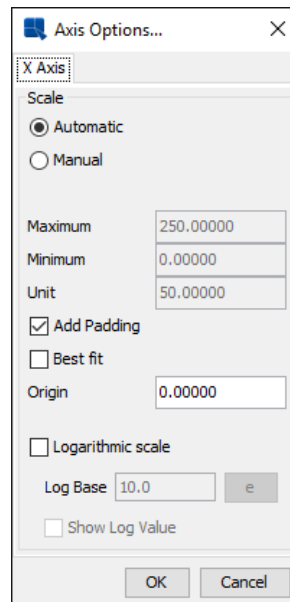 Axis Options...
X Axis
Scale
Automatic
Manual
Maximum 250.00000
Minimum 0.00000
Unit 50.00000
Add Padding
Best fit
Origin 0.00000
Logarithmic scale
Log Base 10.0 e
Show Log Value
OK Cancel